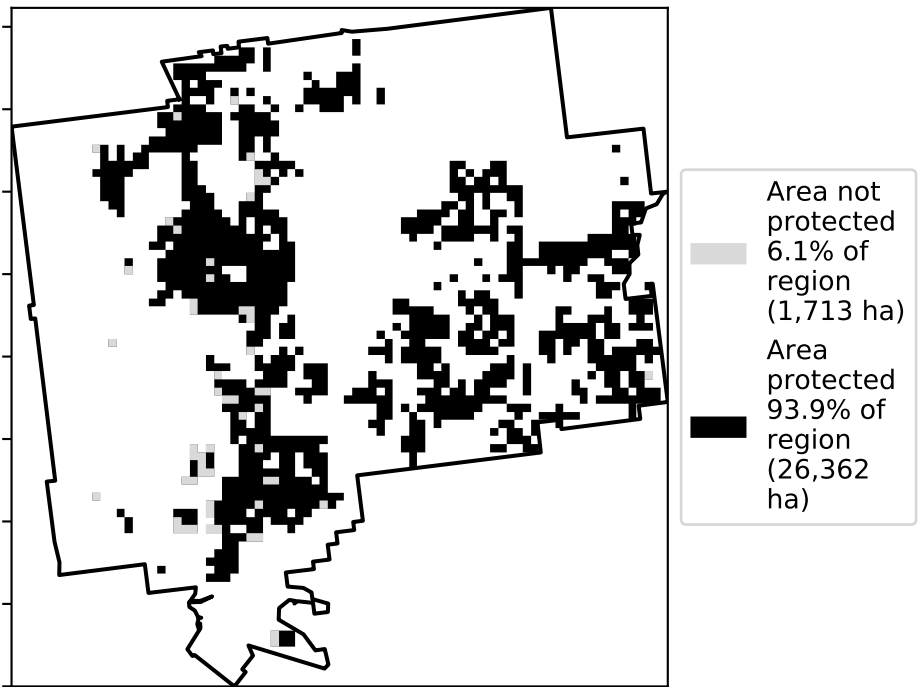 Area not
protected
6.1% of
region
(1,713 ha)
Area
protected
93.9% of
region
(26,362
ha)